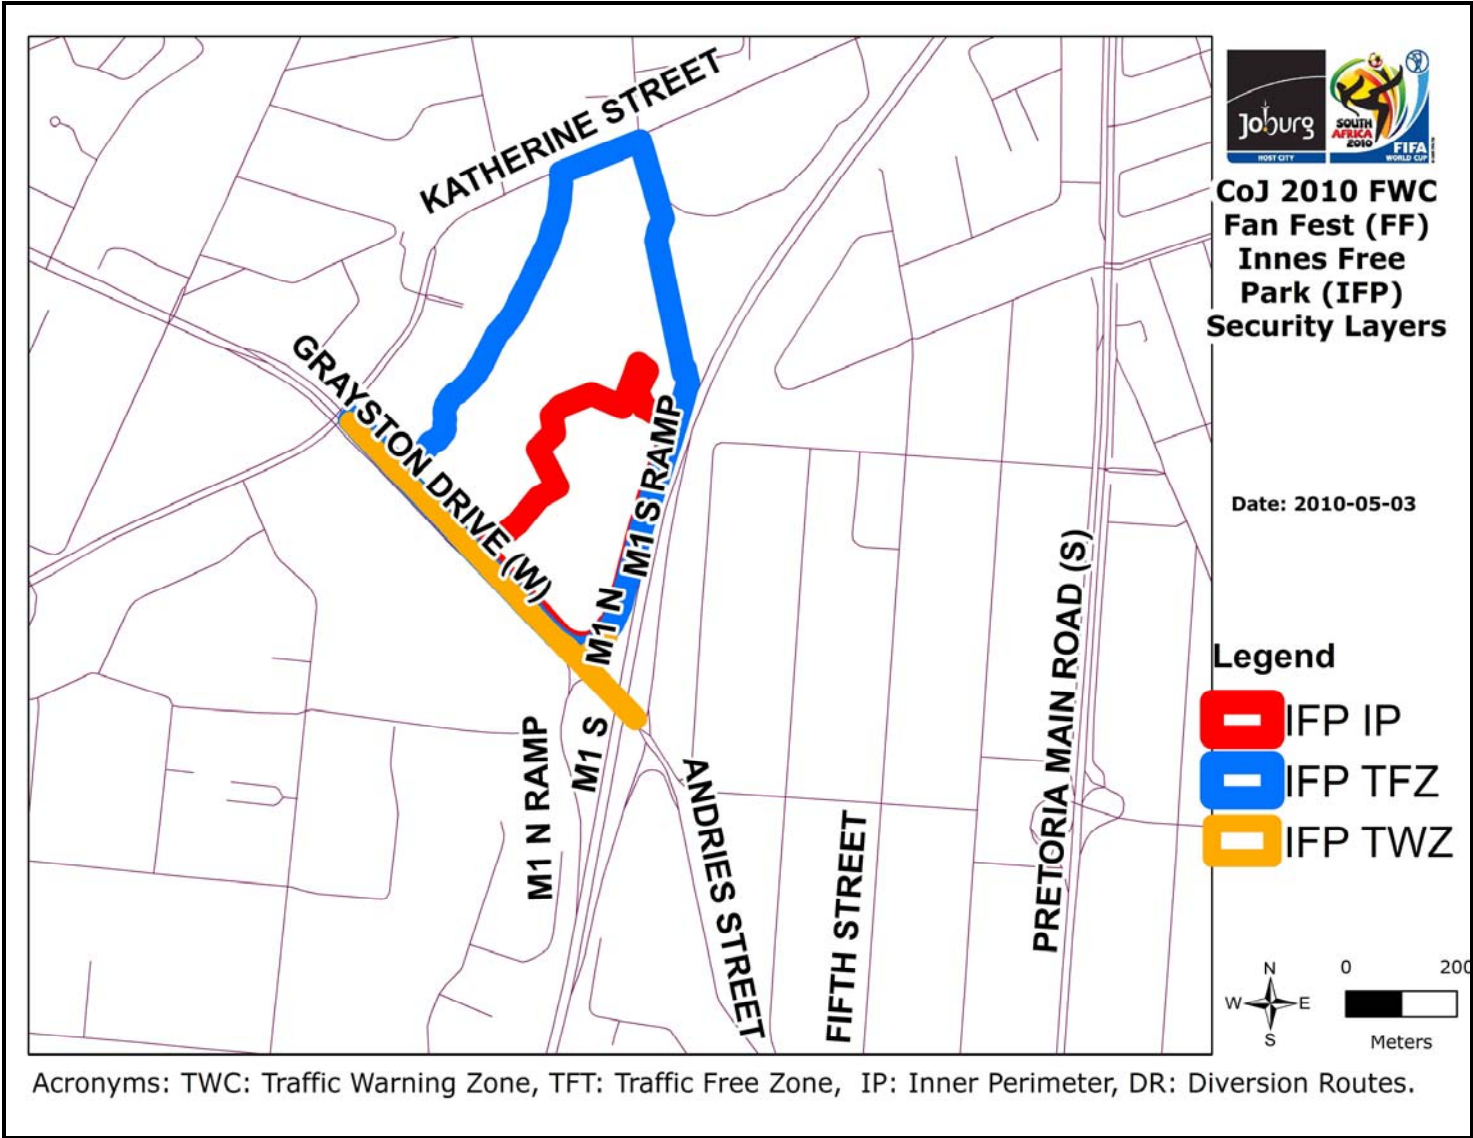 Joburg
HOST CITY
SOUTH
AFRICA
2010
FIFA
WORLD CUP
CoJ 2010 FWC
Fan Fest (FF)
Innes Free
Park (IFP)
Security Layers
Date: 2010-05-03
KATHERINE STREET
GRAYSTON DRIVE (W)
M1 S RAMP
M1 N
M1 S
M1 N RAMP
ANDRIES STREET
FIFTH STREET
PRETORIA MAIN ROAD (S)
Legend
IFP IP
IFP TFZ
IFP TWZ
N
W E
S
0 200
Meters
Acronyms: TWC: Traffic Warning Zone, TFT: Traffic Free Zone, IP: Inner Perimeter, DR: Diversion Routes.